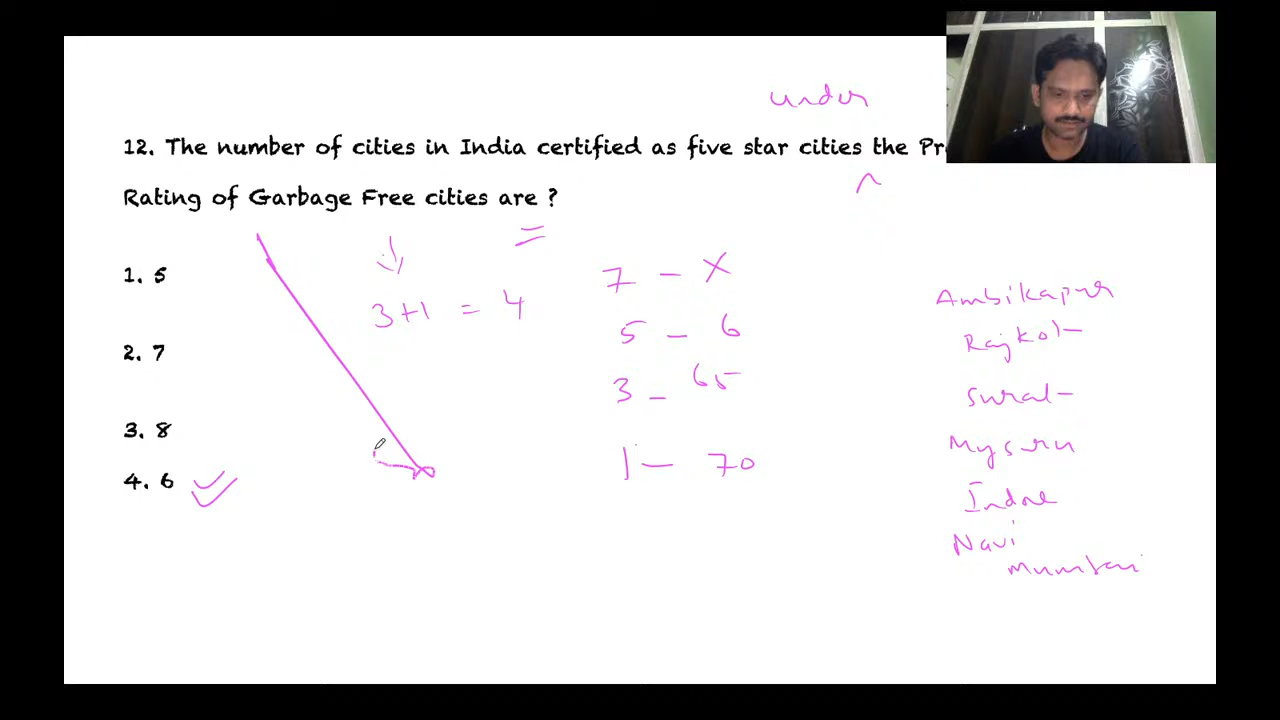 under
12. The number of cities in India certified as five star cities the
Rating of Garbage Free cities are ?
1. 5
2. 7
3. 8
4. 6
3+1 = 4
7 - X
5 - 6
3 - 65
1 - 70
Ambikapur
Rajkot
Surat
Mysuru
Indore
Navi
Mumbai